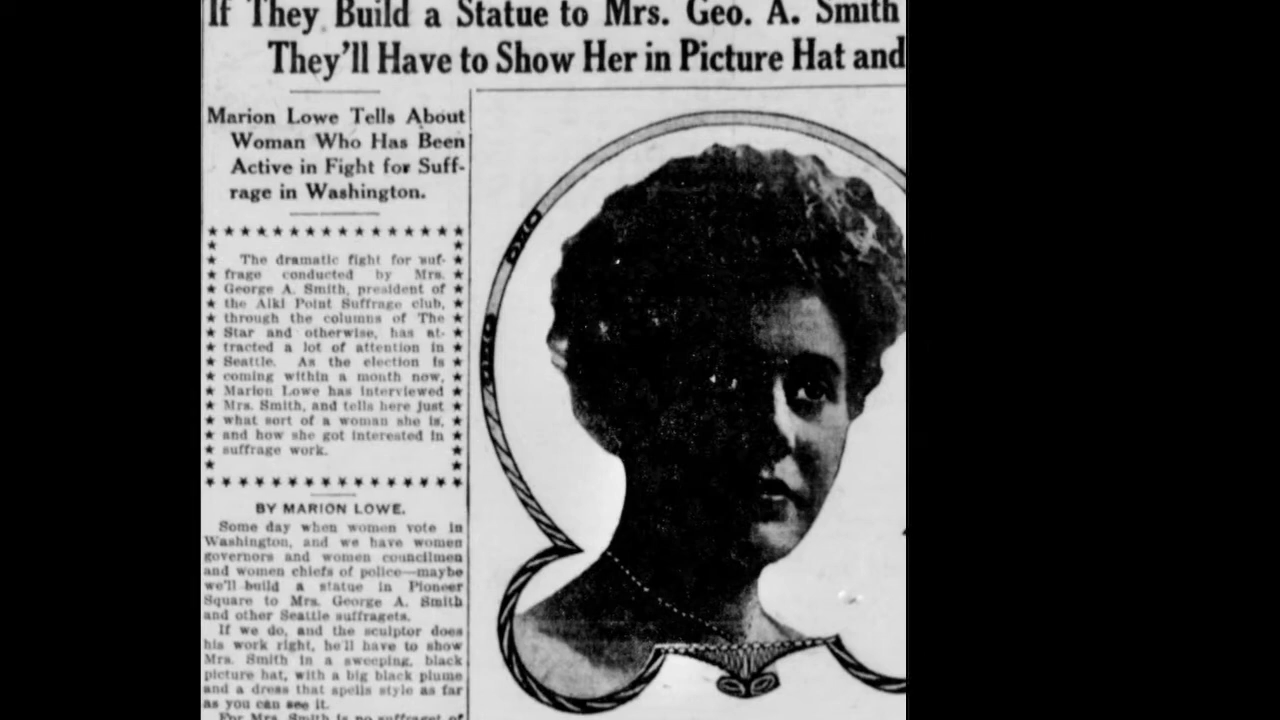 If They Build a Statue to Mrs. Geo. A. Smith
They'll Have to Show Her in Picture Hat and
Marion Lowe Tells About
Woman Who Has Been
Active in Fight for Suff-
rage in Washington.
The dramatic fight for suf-
frage conducted by Mrs.
George A. Smith, president of
the Alki Point Suffrage club,
through the columns of The
Star and otherwise, has at-
tracted a lot of attention in
Seattle. As the election is
coming within a month now,
Marion Lowe has interviewed
Mrs. Smith, and tells here just
what sort of a woman she is,
and how she got interested in
suffrage work.
BY MARION LOWE.
Some day when women vote in
Washington, and we have women
governors and women councilmen
and women chiefs of police—maybe
we'll build a statue in Pioneer
Square to Mrs. George A. Smith
and other Seattle suffragets.
If we do, and the sculptor does
his work right, he'll have to show
Mrs. Smith in a sweeping, black
picture hat, with a big black plume
and a dress that spells style as far
as you can see it.
For Mrs. Smith is no suffraget of